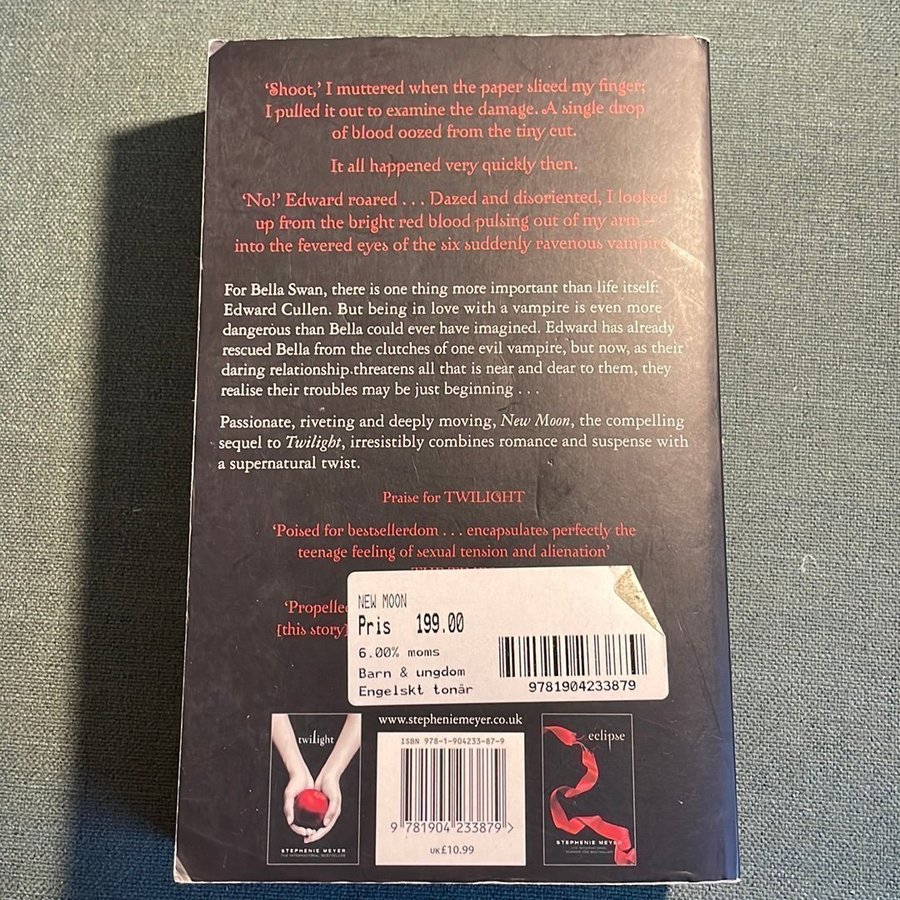 ‘Shoot,’ I muttered when the paper sliced my finger;
I pulled it out to examine the damage. A single drop
of blood oozed from the tiny cut.
It all happened very quickly then.
‘No!’ Edward roared . . . Dazed and disoriented, I looked
up from the bright red blood pulsing out of my arm –
into the fevered eyes of the six suddenly ravenous vampire
For Bella Swan, there is one thing more important than life itself:
Edward Cullen. But being in love with a vampire is even more
dangerous than Bella could ever have imagined. Edward has already
rescued Bella from the clutches of one evil vampire, but now, as their
daring relationship threatens all that is near and dear to them, they
realise their troubles may be just beginning . . .
Passionate, riveting and deeply moving, New Moon, the compelling
sequel to Twilight, irresistibly combines romance and suspense with
a supernatural twist.
Praise for TWILIGHT
‘Poised for bestsellerdom . . . encapsulates perfectly the
teenage feeling of sexual tension and alienation’
‘Propelled
[this story]
NEW MOON
Pris 199.00
6.00% moms
Barn & ungdom
Engelskt tonår
9781904233879
www.stepheniemeyer.co.uk
twilight
STEPHENIE MEYER
THE INTERNATIONAL BESTSELLER
ISBN 978-1-904233-87-9
9 781904 233879 >
UK £10.99
eclipse
STEPHENIE MEYER